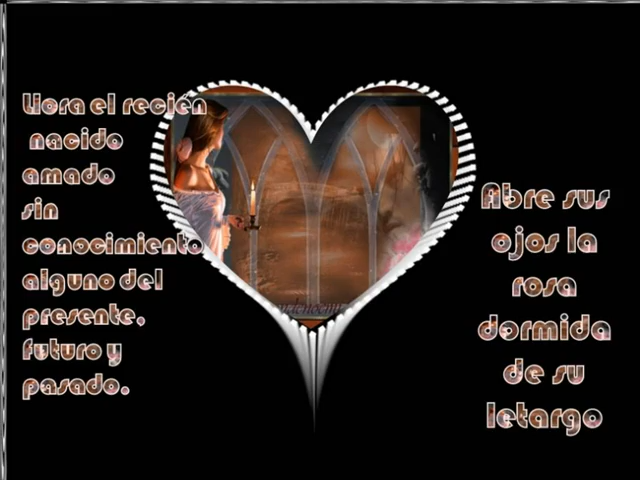 Llora el recién
nacido
amado
sin
conocimiento
alguno del
presente,
futuro y
pasado.
Abre sus
ojos la
rosa
dormida
de su
letargo